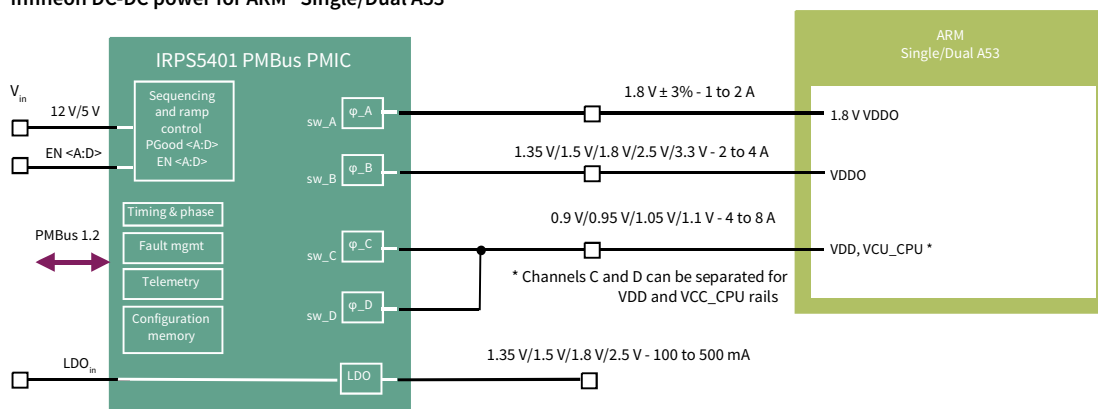 Infineon DC-DC power for ARM® Single/Dual A53
ARM
Single/Dual A53
IRPS5401 PMBus PMIC
Vin
12 V/5 V
EN <A:D>
Sequencing
and ramp
control
PGood <A:D>
EN <A:D>
sw_A
φ_A
1.8 V ± 3% - 1 to 2 A
1.8 V VDDO
sw_B
φ_B
1.35 V/1.5 V/1.8 V/2.5 V/3.3 V - 2 to 4 A
VDDO
Timing & phase
PMBus 1.2
Fault mgmt
Telemetry
Configuration
memory
sw_C
φ_C
0.9 V/0.95 V/1.05 V/1.1 V - 4 to 8 A
VDD, VCU_CPU *
* Channels C and D can be separated for
VDD and VCC_CPU rails
sw_D
φ_D
LDOin
LDO
1.35 V/1.5 V/1.8 V/2.5 V - 100 to 500 mA